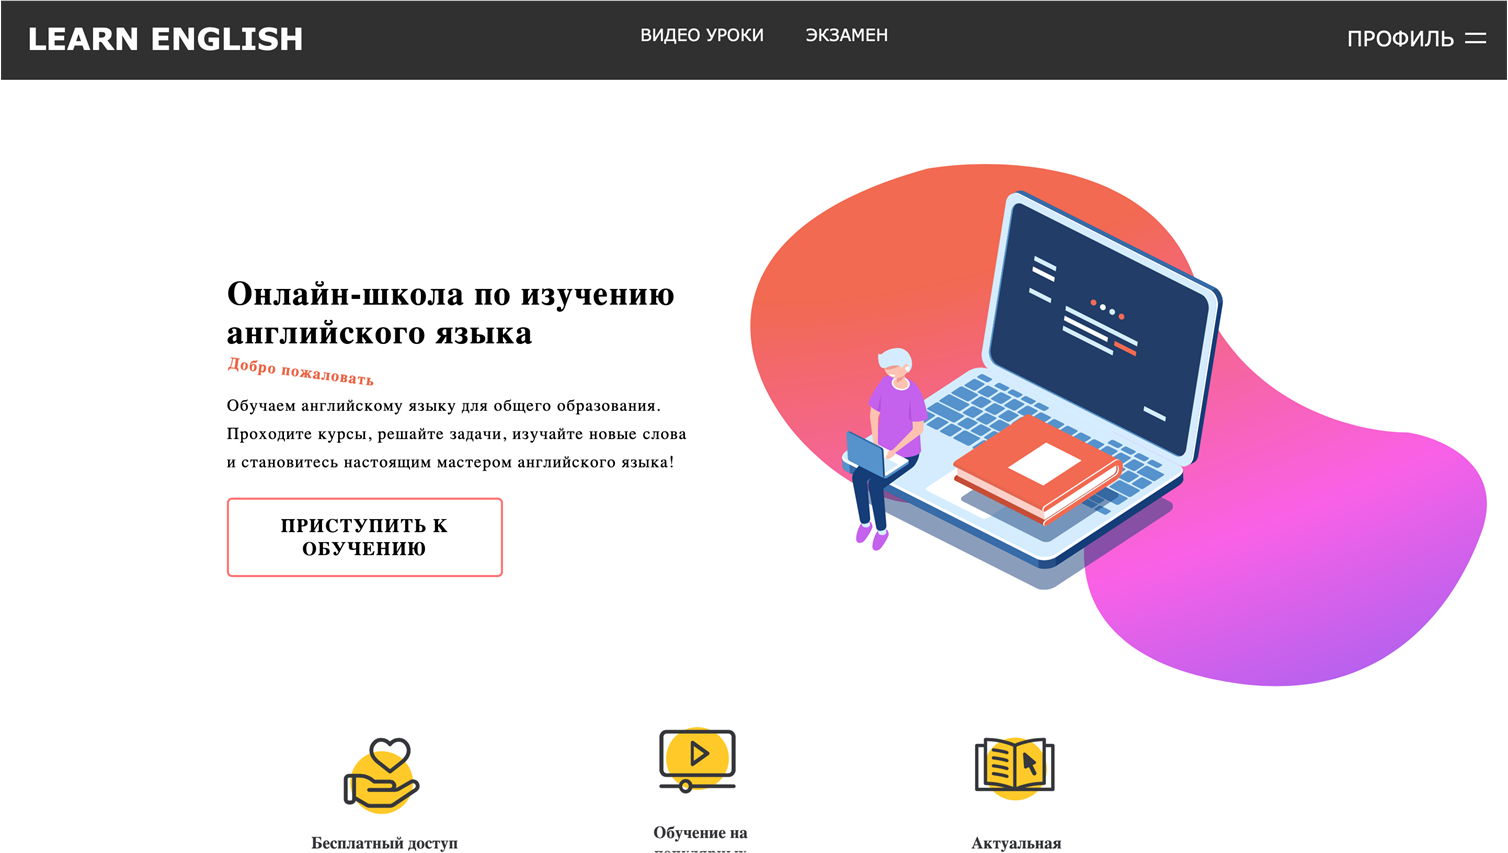 LEARN ENGLISH
ВИДЕО УРОКИ
ЭКЗАМЕН
ПРОФИЛЬ
Онлайн-школа по изучению
английского языка
Добро пожаловать
Обучаем английскому языку для общего образования.
Проходите курсы, решайте задачи, изучайте новые слова
и становитесь настоящим мастером английского языка!
ПРИСТУПИТЬ К
ОБУЧЕНИЮ
Бесплатный доступ
Обучение на
Актуальная